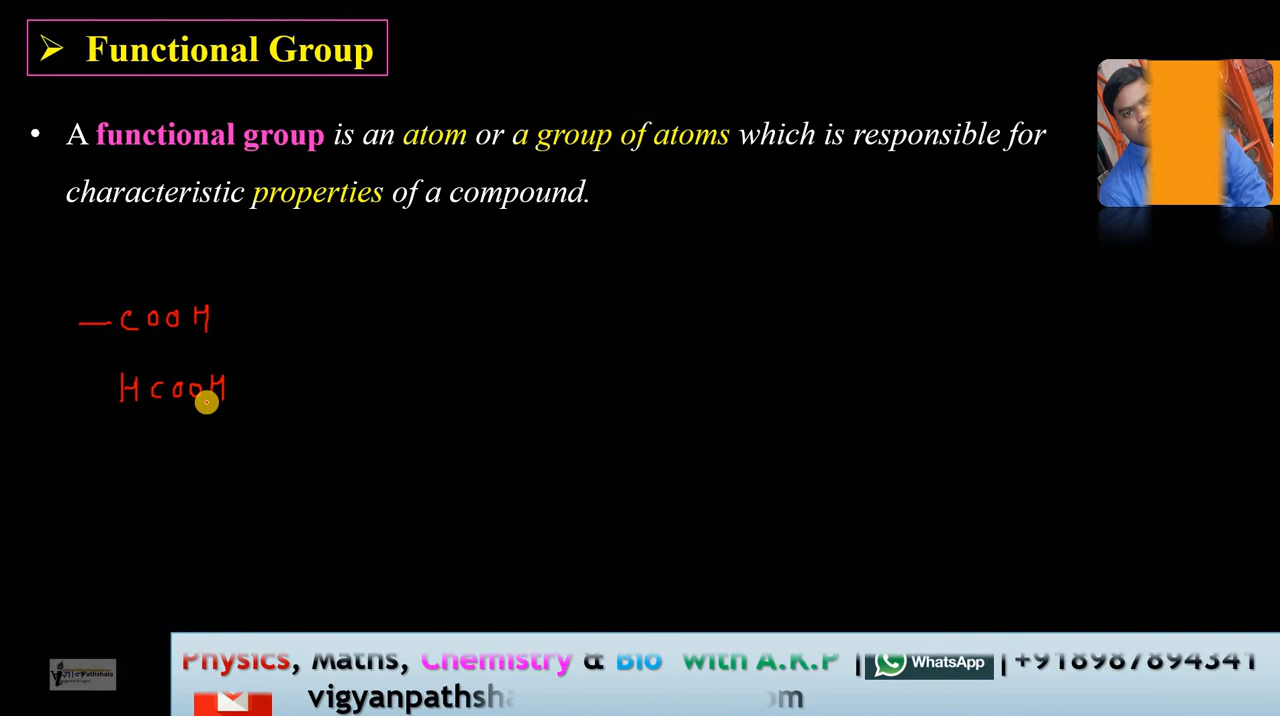 ➢ Functional Group
• A functional group is an atom or a group of atoms which is responsible for
characteristic properties of a compound.
—COOH
HCOOH
Physics, Maths, Chemistry & Bio with A.K.P | WhatsApp | +918987894341
vigyanpathsh
Pathshala